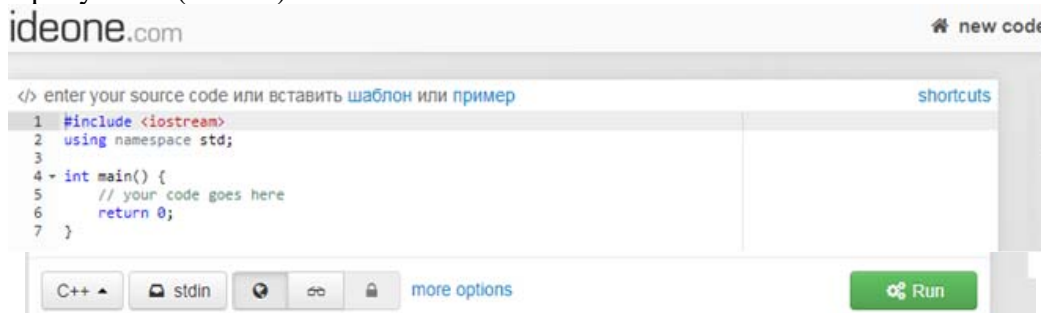 ideone.com
new code
</> enter your source code или вставить шаблон или пример shortcuts
1 #include <iostream>
2 using namespace std;
3
4 int main() {
5 // your code goes here
6 return 0;
7 }
C++ stdin more options Run